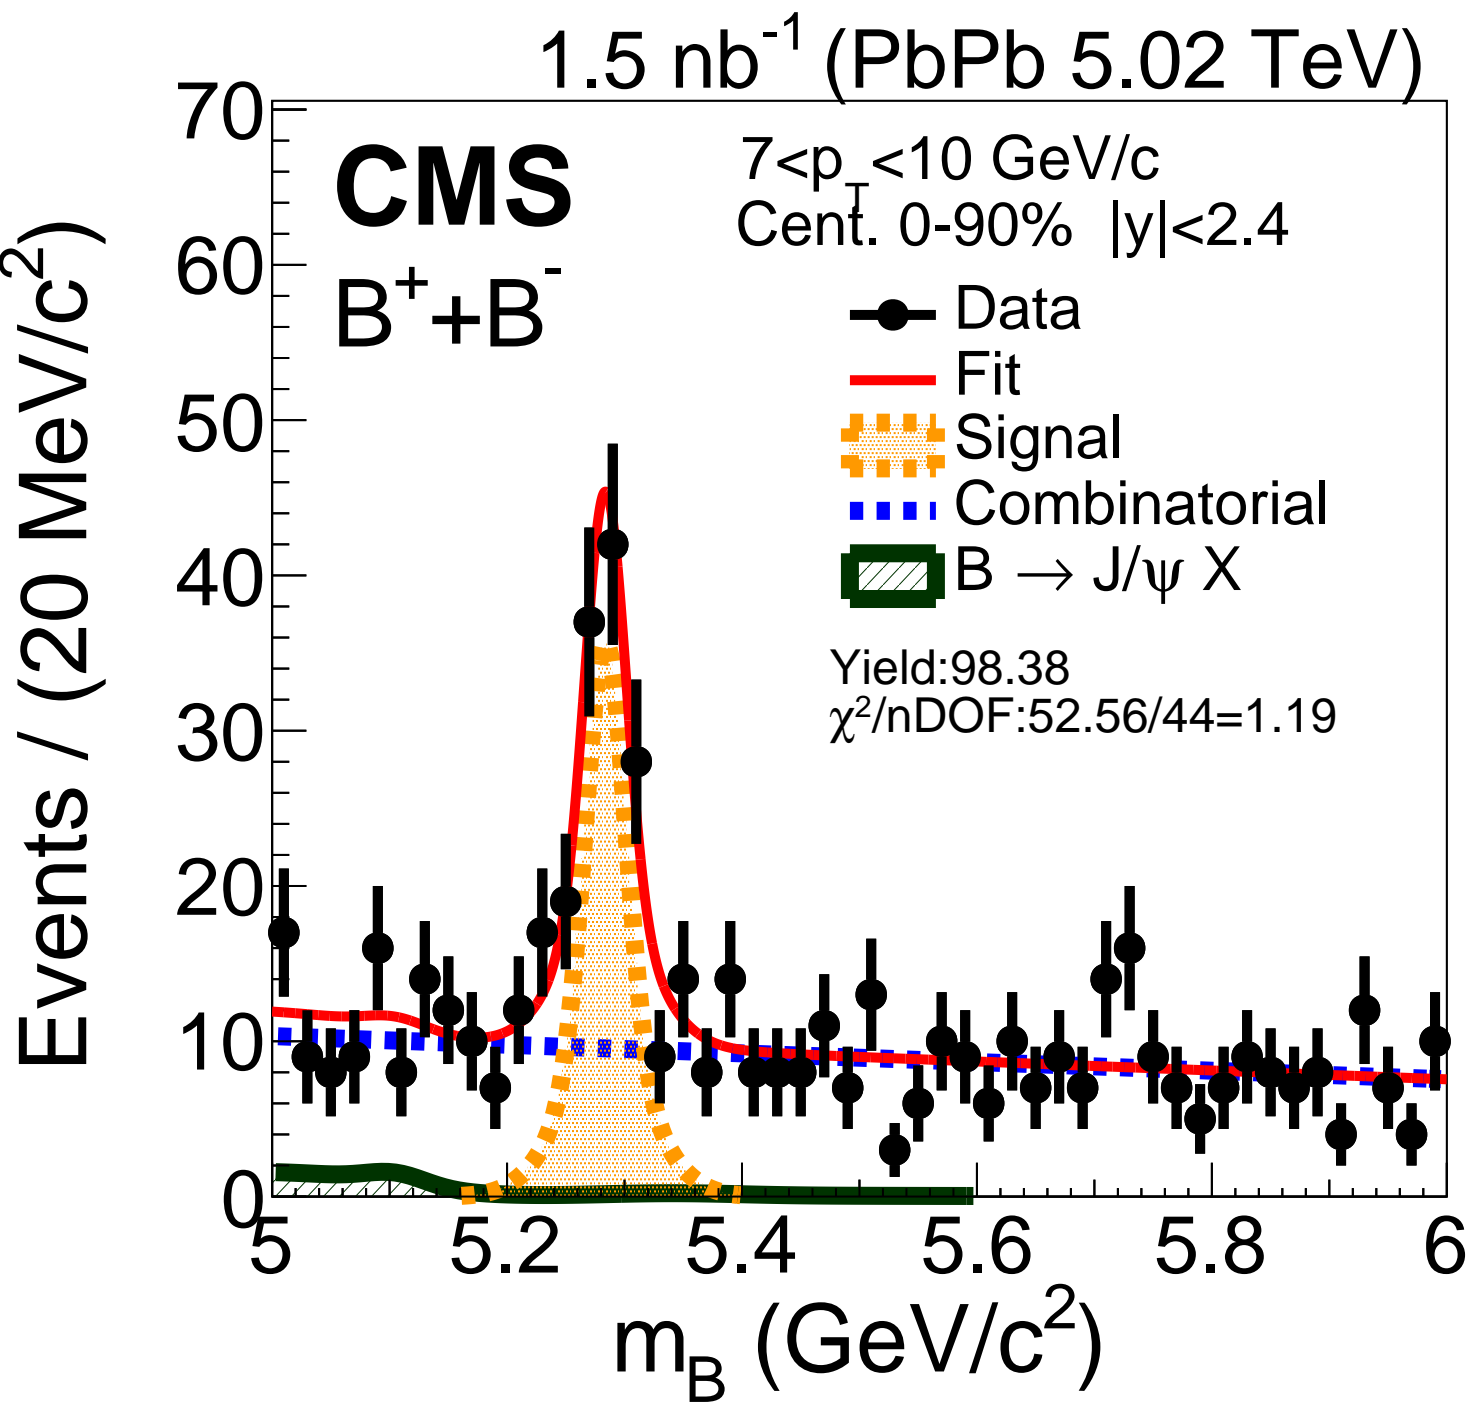 1.5 nb⁻¹ (PbPb 5.02 TeV)
CMS
B⁺+B⁻
7<p_T<10 GeV/c
Cent. 0-90% |y|<2.4
Data
Fit
Signal
Combinatorial
B → J/ψ X
Yield:98.38
χ²/nDOF:52.56/44=1.19
Events / (20 MeV/c²)
70
60
50
40
30
20
10
0
5 5.2 5.4 5.6 5.8 6
m_B (GeV/c²)